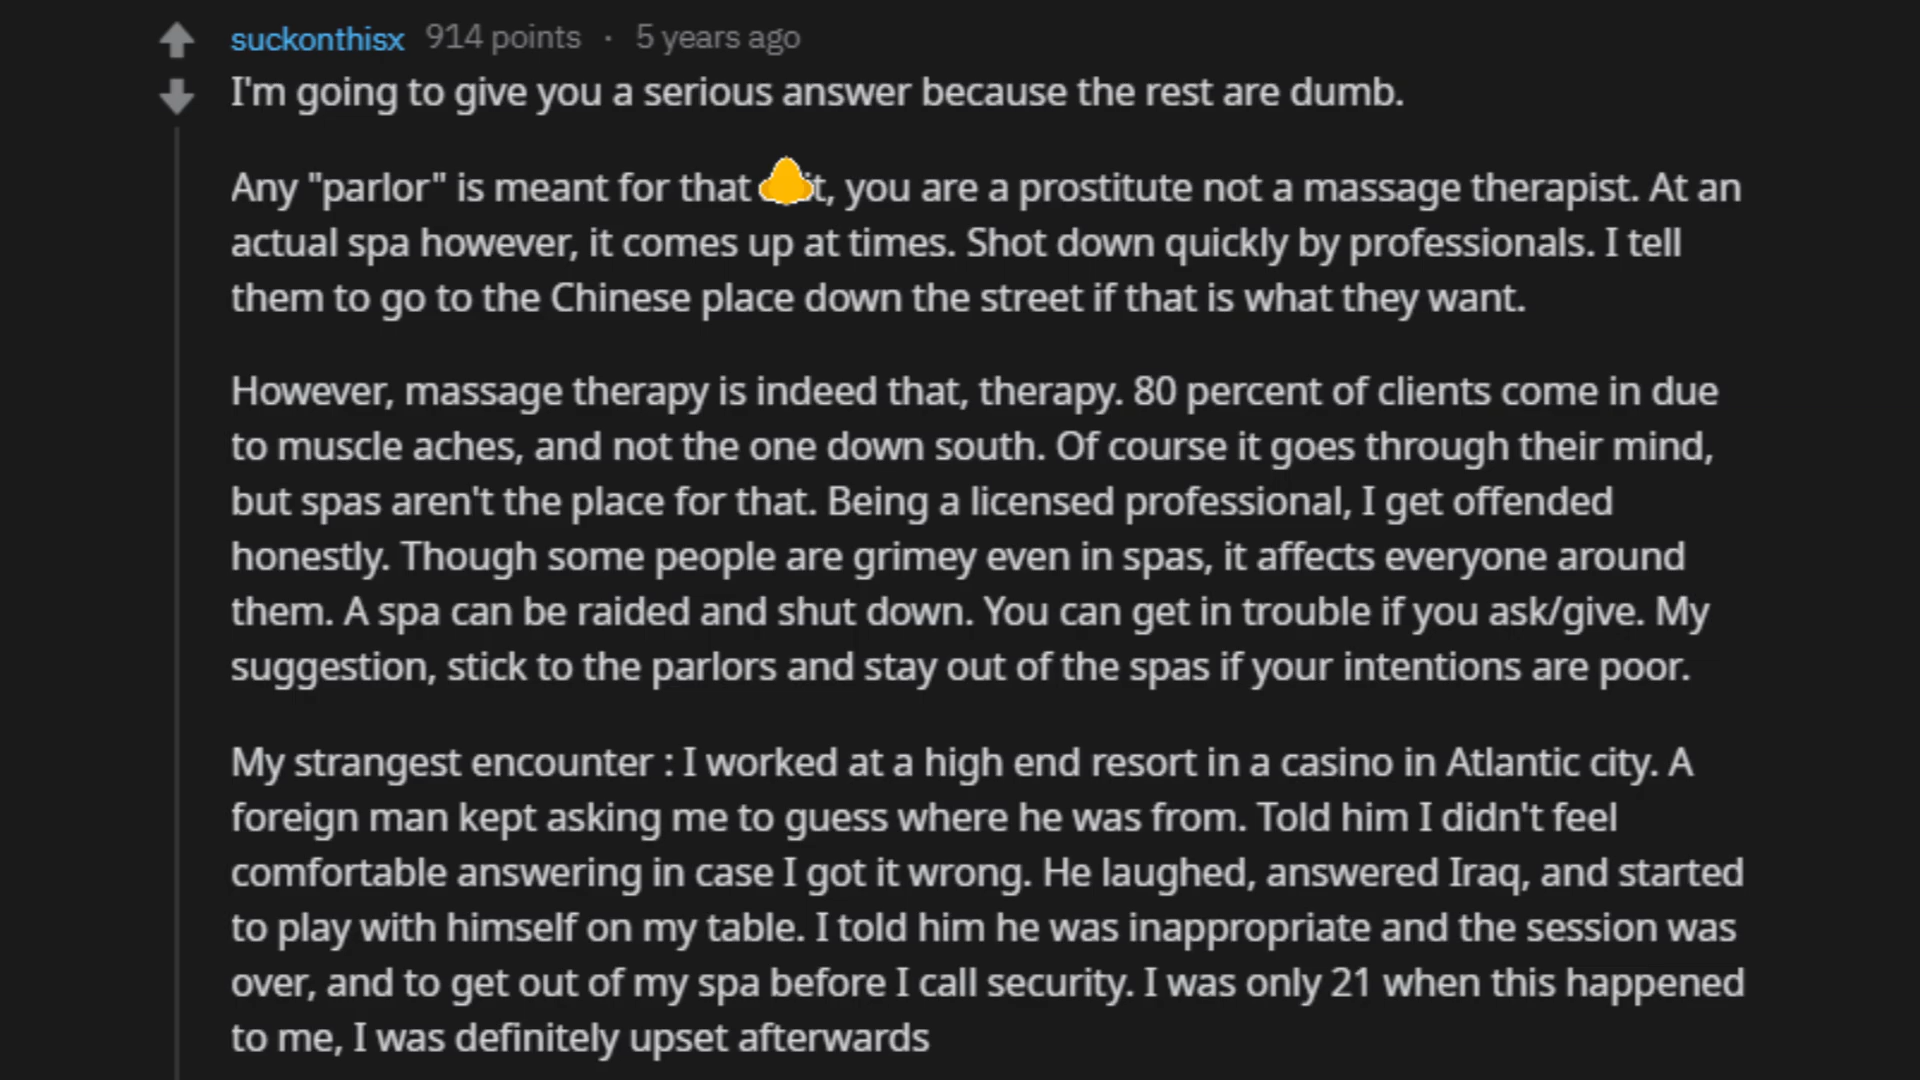 suckonthisx 914 points · 5 years ago
I'm going to give you a serious answer because the rest are dumb.
Any "parlor" is meant for that t, you are a prostitute not a massage therapist. At an
actual spa however, it comes up at times. Shot down quickly by professionals. I tell
them to go to the Chinese place down the street if that is what they want.
However, massage therapy is indeed that, therapy. 80 percent of clients come in due
to muscle aches, and not the one down south. Of course it goes through their mind,
but spas aren't the place for that. Being a licensed professional, I get offended
honestly. Though some people are grimey even in spas, it affects everyone around
them. A spa can be raided and shut down. You can get in trouble if you ask/give. My
suggestion, stick to the parlors and stay out of the spas if your intentions are poor.
My strangest encounter : I worked at a high end resort in a casino in Atlantic city. A
foreign man kept asking me to guess where he was from. Told him I didn't feel
comfortable answering in case I got it wrong. He laughed, answered Iraq, and started
to play with himself on my table. I told him he was inappropriate and the session was
over, and to get out of my spa before I call security. I was only 21 when this happened
to me, I was definitely upset afterwards